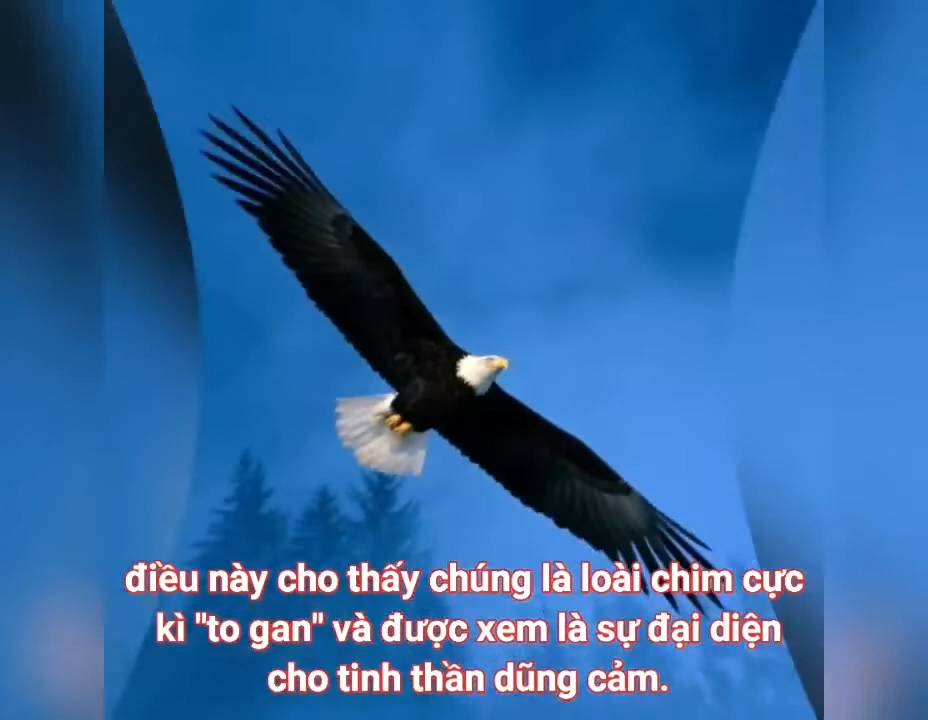 điều này cho thấy chúng là loài chim cực
kì "to gan" và được xem là sự đại diện
cho tinh thần dũng cảm.